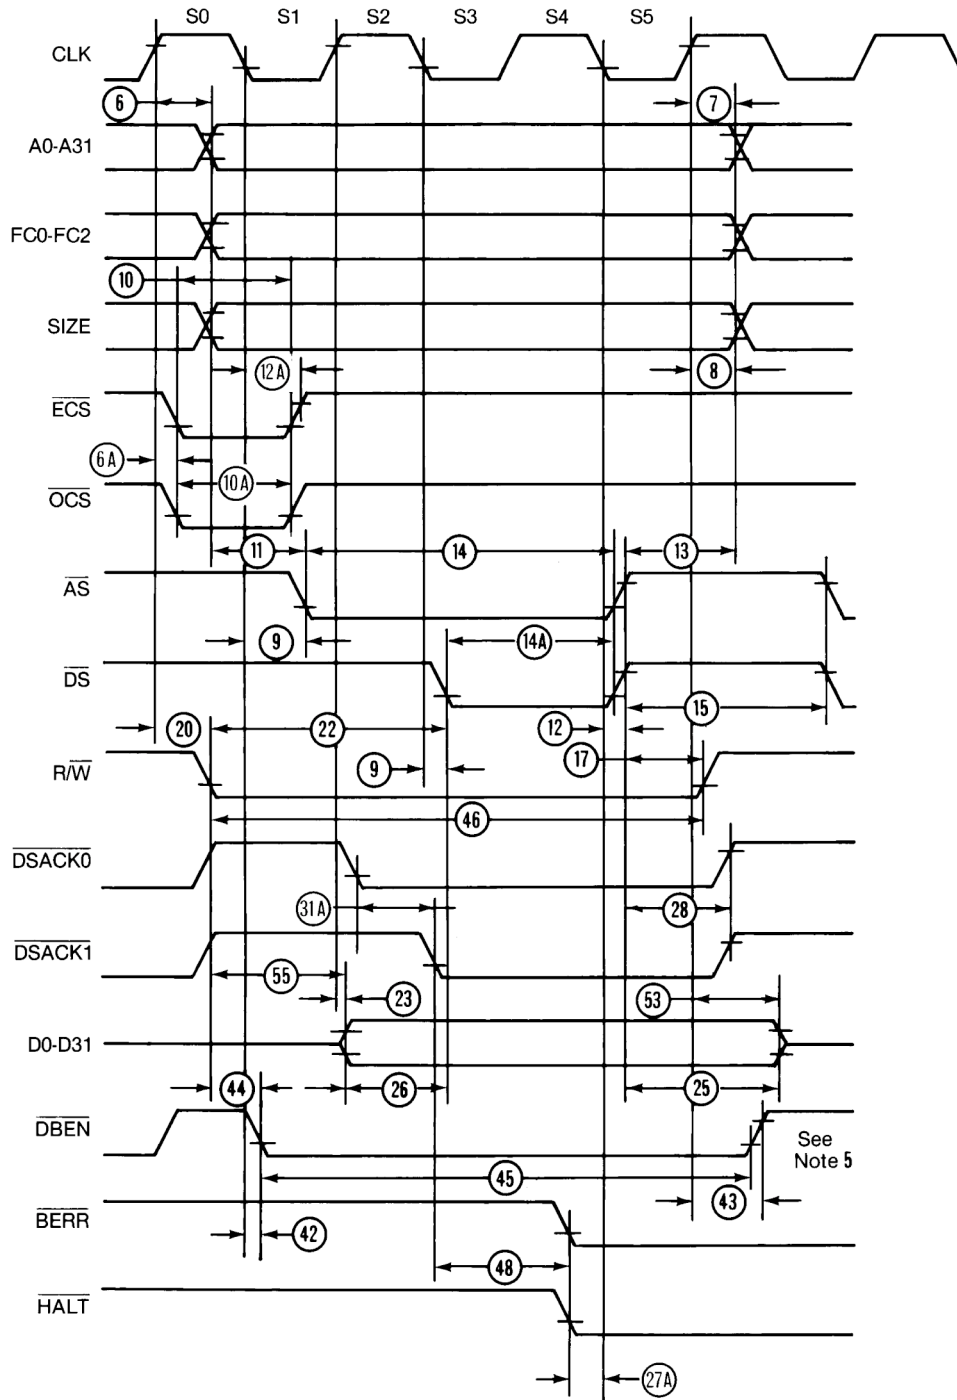 S0 S1 S2 S3 S4 S5
CLK
6 7
A0-A31
FC0-FC2
10
SIZE
12A 8
ECS
6A 10A
OCS
11 14 13
AS
9 14A
DS
15
20 22 12
17
R/W
9
46
DSACK0
31A 28
DSACK1
55 23 53
D0-D31
44 26 25
DBEN
See
Note 5
45
43
BERR
42
48
HALT
27A